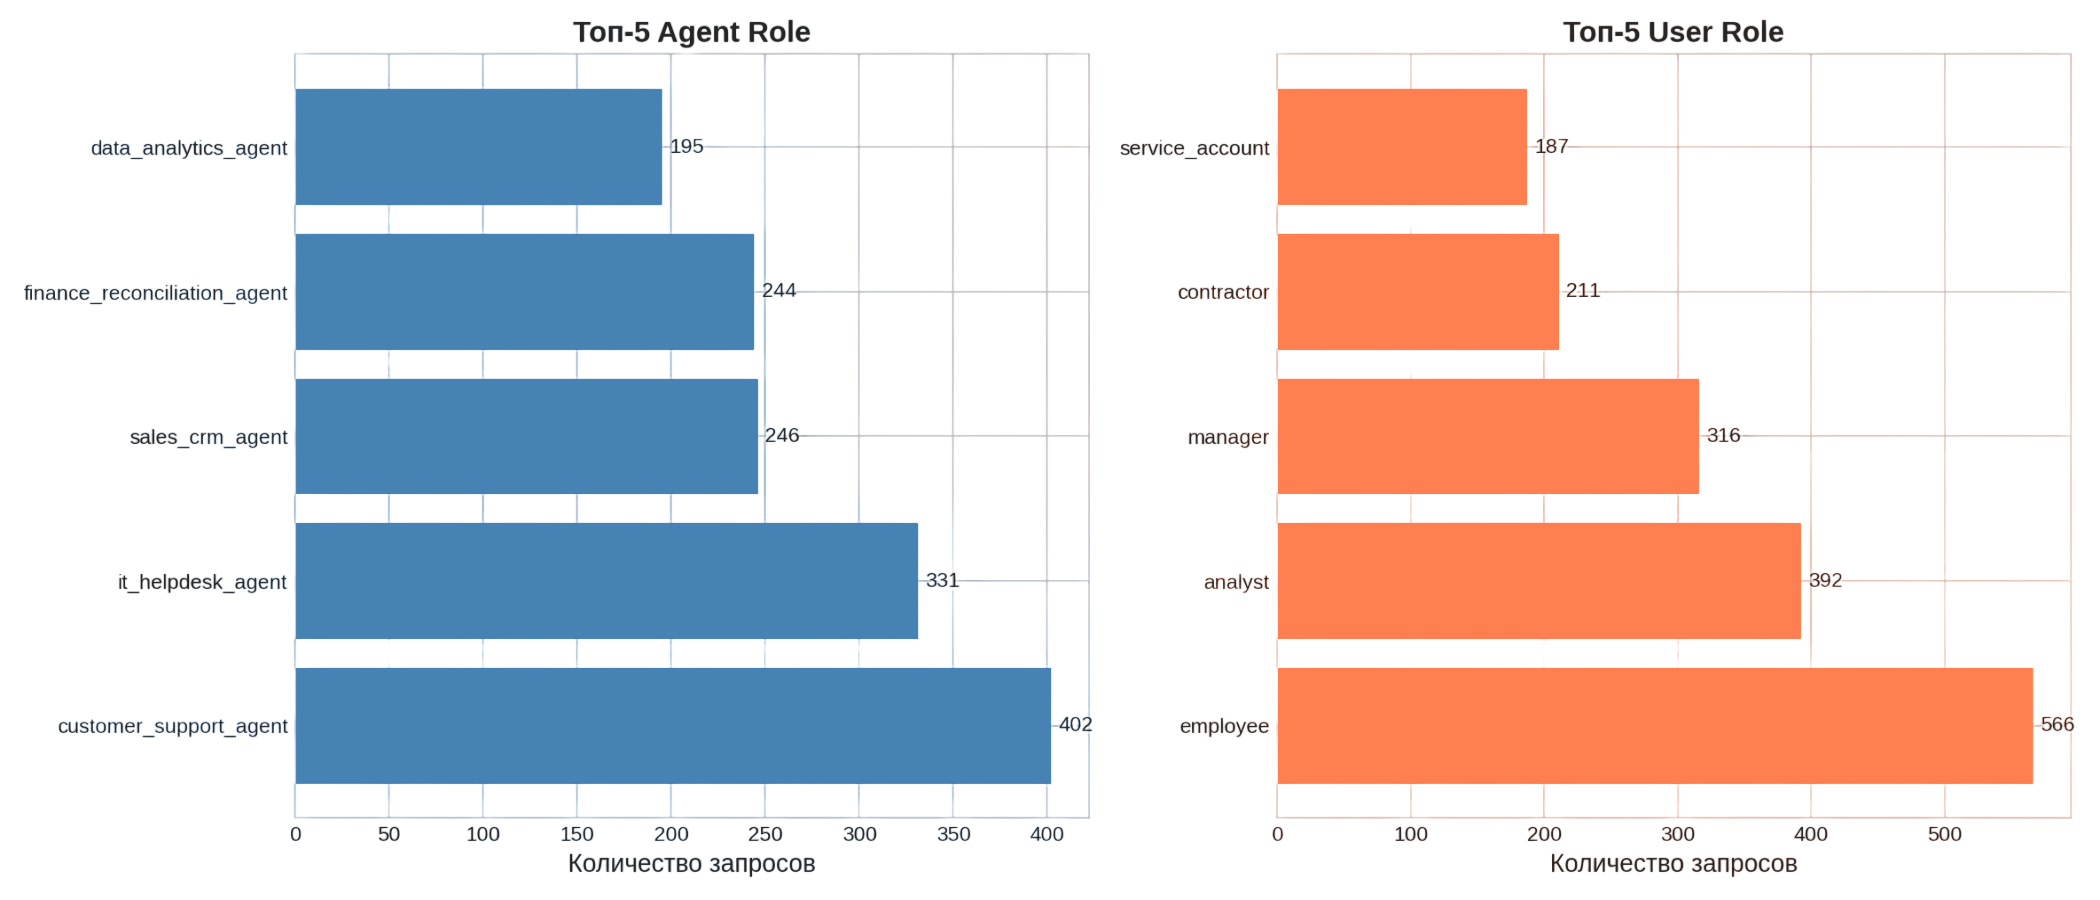 Топ-5 Agent Role
data_analytics_agent
195
finance_reconciliation_agent
244
sales_crm_agent
246
it_helpdesk_agent
331
customer_support_agent
402
0 50 100 150 200 250 300 350 400
Количество запросов
Топ-5 User Role
service_account
187
contractor
211
manager
316
analyst
392
employee
566
0 100 200 300 400 500
Количество запросов